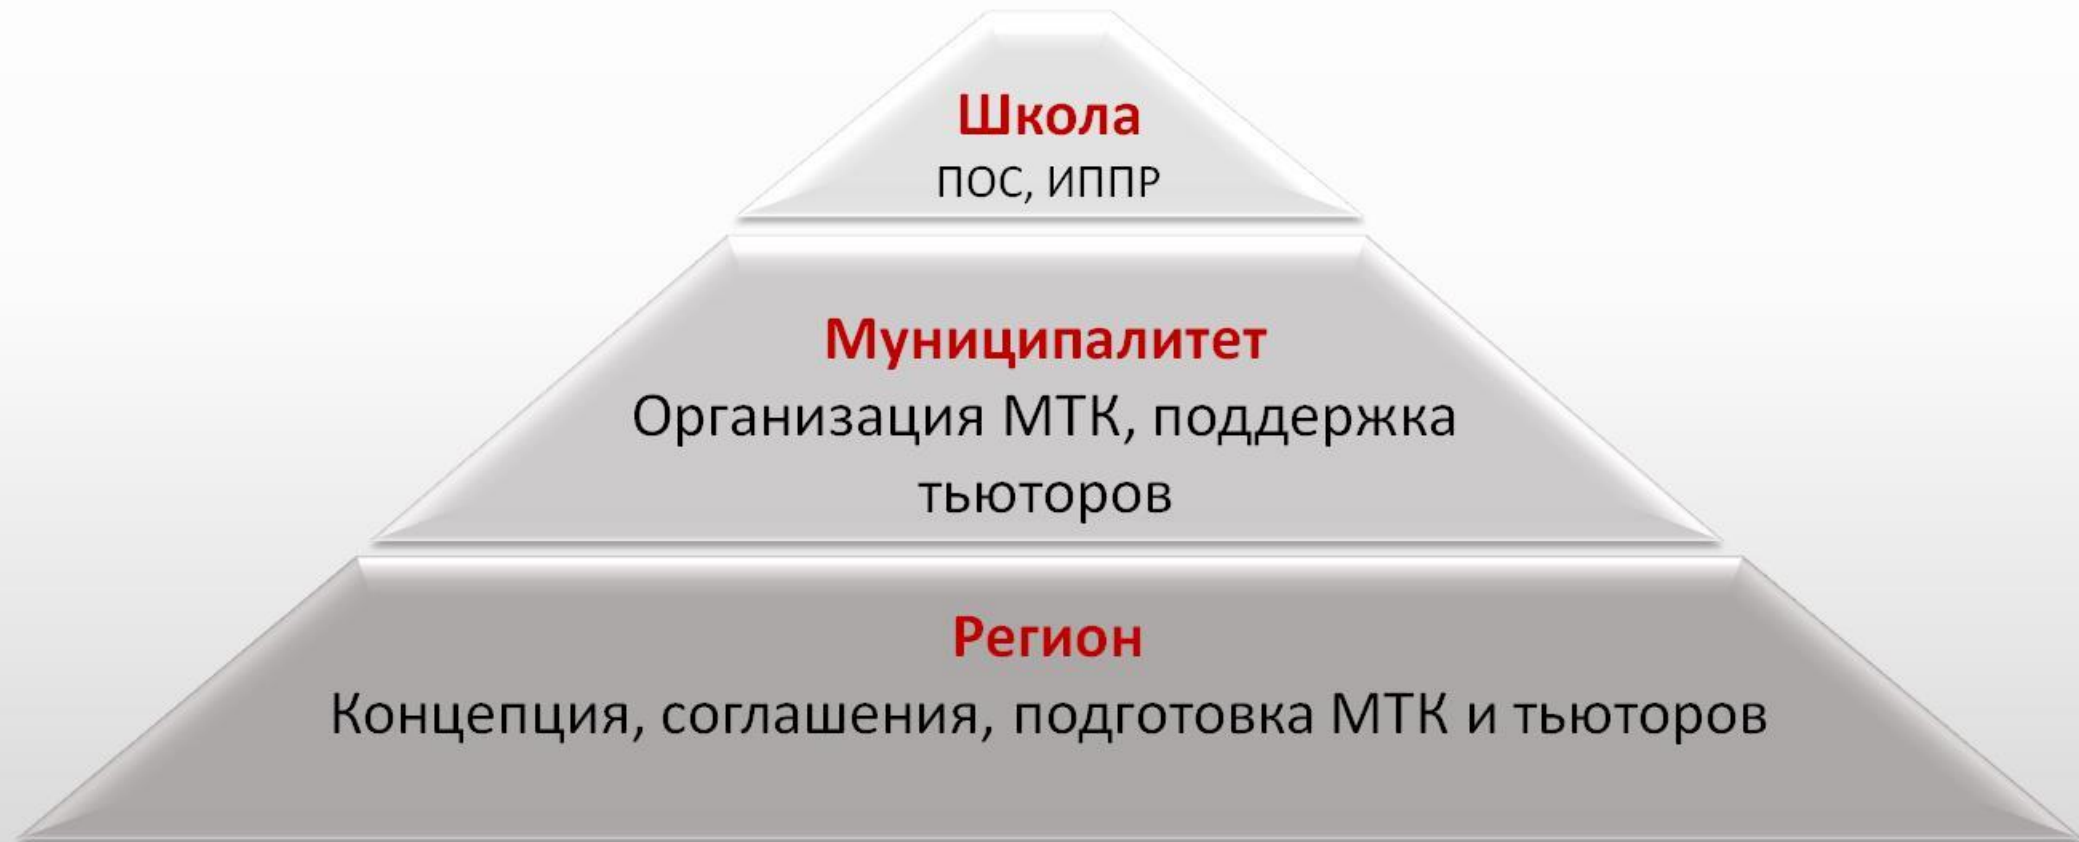 Школа
ПОС, ИППР
Муниципалитет
Организация МТК, поддержка
тьюторов
Регион
Концепция, соглашения, подготовка МТК и тьюторов